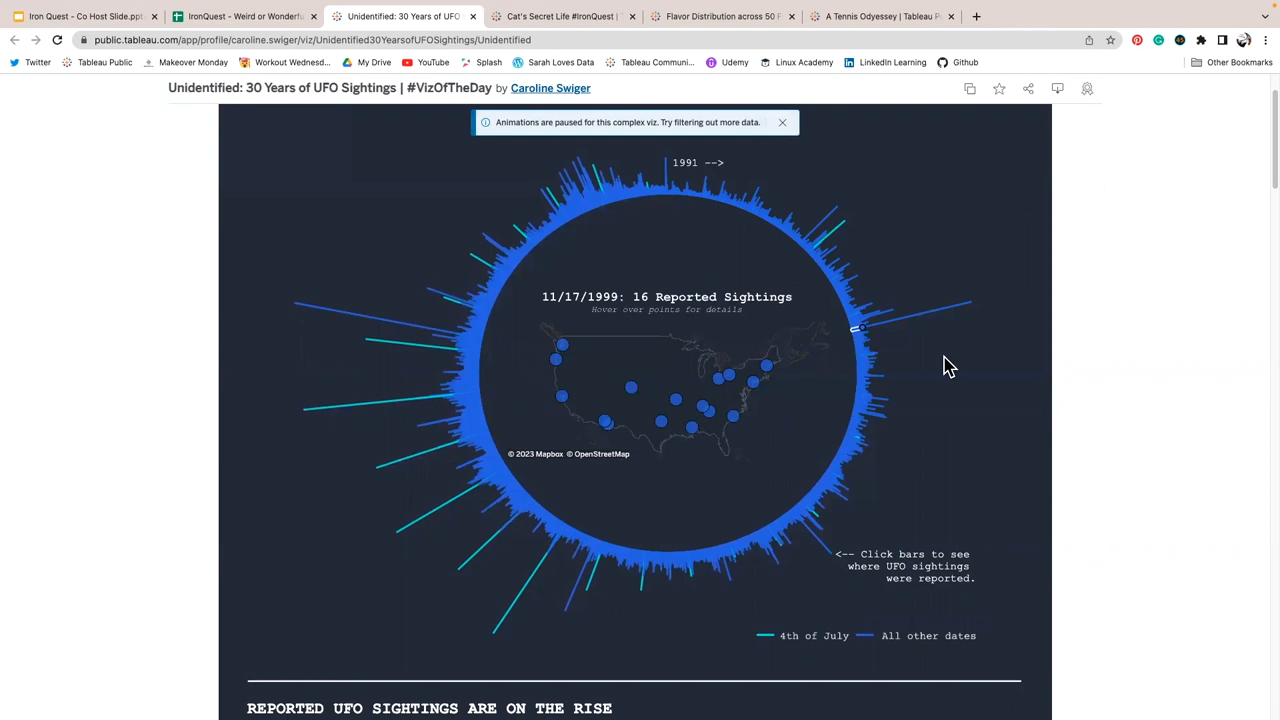 Iron Quest - Co Host Slide.ppt
IronQuest - Weird or Wonderfu
Unidentified: 30 Years of UFO
Cat's Secret Life #IronQuest | T
Flavor Distribution across 50 F
A Tennis Odyessey | Tableau P
public.tableau.com/app/profile/caroline.swiger/viz/Unidentified30YearsofUFOSightings/Unidentified
Twitter
Tableau Public
Makeover Monday
Workout Wednesd...
My Drive
YouTube
Splash
Sarah Loves Data
Tableau Communi...
Udemy
Linux Academy
LinkedIn Learning
Github
Other Bookmarks
Unidentified: 30 Years of UFO Sightings | #VizOfTheDay by Caroline Swiger
Animations are paused for this complex viz. Try filtering out more data.
1991 -->
11/17/1999: 16 Reported Sightings
Hover over points for details
© 2023 Mapbox © OpenStreetMap
<-- Click bars to see
where UFO sightings
were reported.
4th of July
All other dates
REPORTED UFO SIGHTINGS ARE ON THE RISE